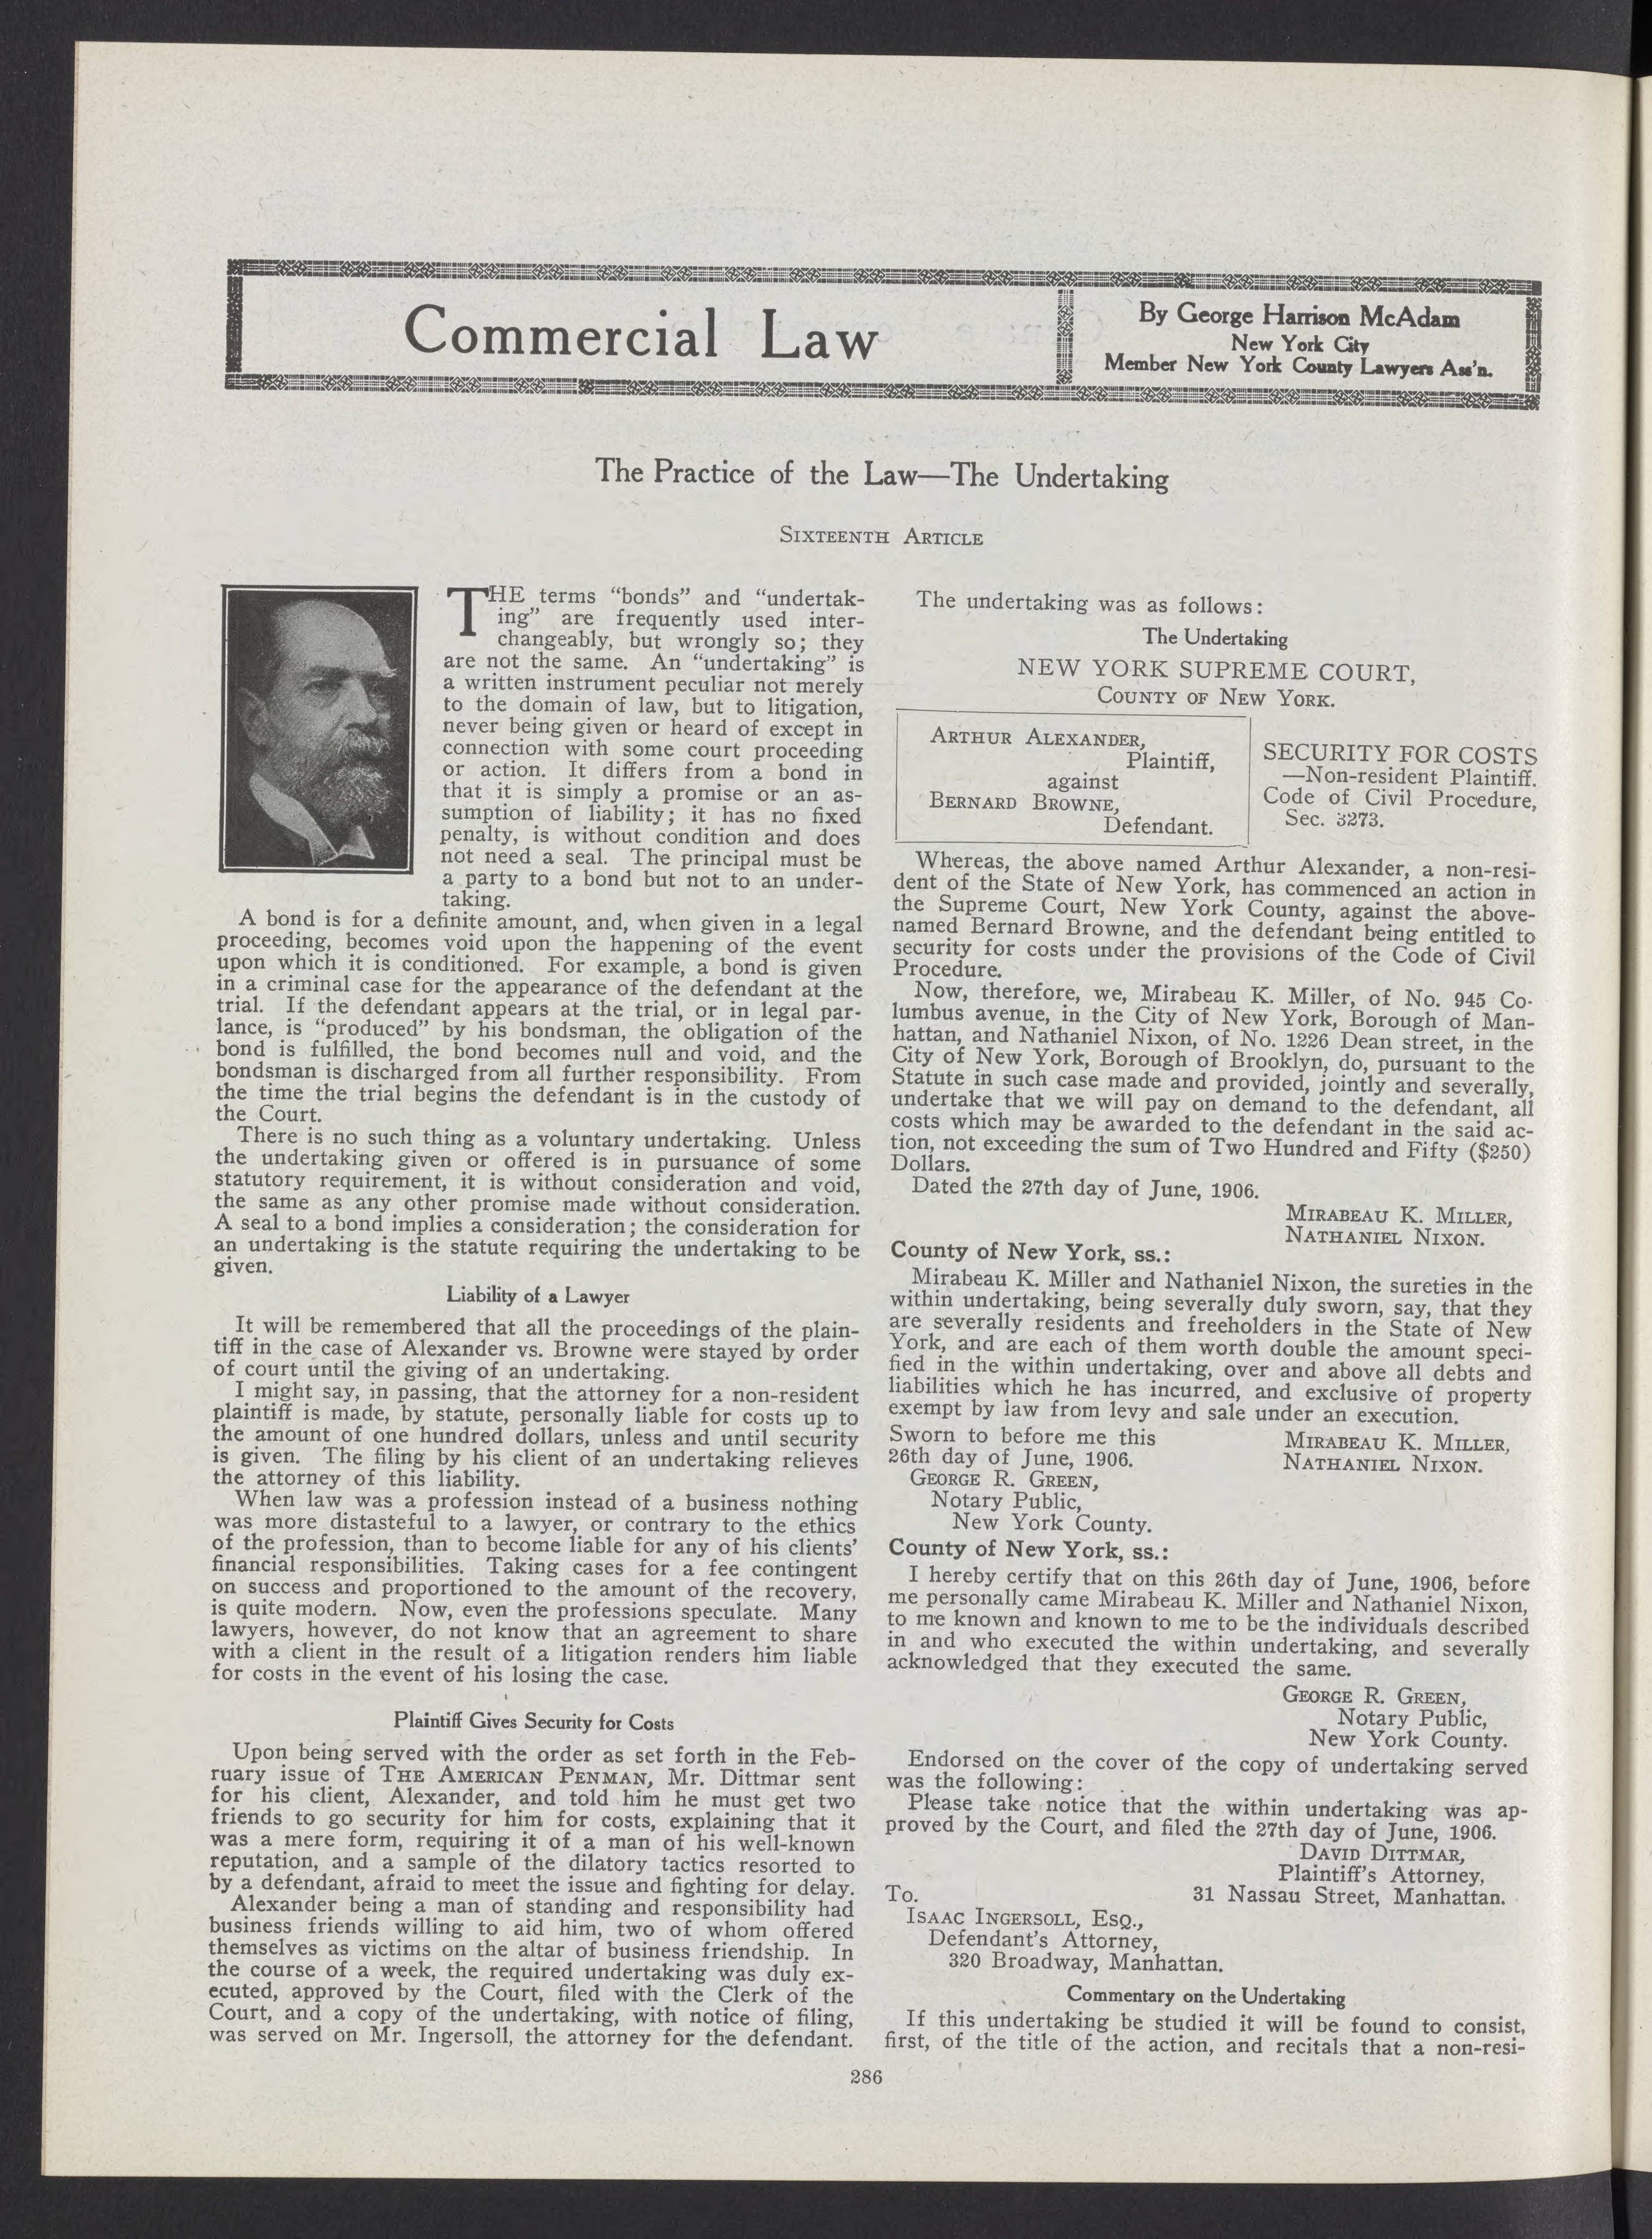 Commercial Law
By George Harrison McAdam
New York City
Member New York County Lawyers Ass'n.
The Practice of the Law—The Undertaking
SIXTEENTH ARTICLE
THE terms "bonds" and "undertak-
ing" are frequently used inter-
changeably, but wrongly so; they
are not the same. An "undertaking" is
a written instrument peculiar not merely
to the domain of law, but to litigation,
never being given or heard of except in
connection with some court proceeding
or action. It differs from a bond in
that it is simply a promise or an as-
sumption of liability; it has no fixed
penalty, is without condition and does
not need a seal. The principal must be
a party to a bond but not to an under-
taking.
A bond is for a definite amount, and, when given in a legal
proceeding, becomes void upon the happening of the event
upon which it is conditioned. For example, a bond is given
in a criminal case for the appearance of the defendant at the
trial. If the defendant appears at the trial, or in legal par-
lance, is "produced" by his bondsman, the obligation of the
bond is fulfilled, the bond becomes null and void, and the
bondsman is discharged from all further responsibility. From
the time the trial begins the defendant is in the custody of
the Court.
There is no such thing as a voluntary undertaking. Unless
the undertaking given or offered is in pursuance of some
statutory requirement, it is without consideration and void,
the same as any other promise made without consideration.
A seal to a bond implies a consideration; the consideration for
an undertaking is the statute requiring the undertaking to be
given.
Liability of a Lawyer
It will be remembered that all the proceedings of the plain-
tiff in the case of Alexander vs. Browne were stayed by order
of court until the giving of an undertaking.
I might say, in passing, that the attorney for a non-resident
plaintiff is made, by statute, personally liable for costs up to
the amount of one hundred dollars, unless and until security
is given. The filing by his client of an undertaking relieves
the attorney of this liability.
When law was a profession instead of a business nothing
was more distasteful to a lawyer, or contrary to the ethics
of the profession, than to become liable for any of his clients'
financial responsibilities. Taking cases for a fee contingent
on success and proportioned to the amount of the recovery,
is quite modern. Now, even the professions speculate. Many
lawyers, however, do not know that an agreement to share
with a client in the result of a litigation renders him liable
for costs in the event of his losing the case.
Plaintiff Gives Security for Costs
Upon being served with the order as set forth in the Feb-
ruary issue of THE AMERICAN PENMAN, Mr. Dittmar sent
for his client, Alexander, and told him he must get two
friends to go security for him for costs, explaining that it
was a mere form, requiring it of a man of his well-known
reputation, and a sample of the dilatory tactics resorted to
by a defendant, afraid to meet the issue and fighting for delay.
Alexander being a man of standing and responsibility had
business friends willing to aid him, two of whom offered
themselves as victims on the altar of business friendship. In
the course of a week, the required undertaking was duly ex-
ecuted, approved by the Court, filed with the Clerk of the
Court, and a copy of the undertaking, with notice of filing,
was served on Mr. Ingersoll, the attorney for the defendant.
The undertaking was as follows:
The Undertaking
NEW YORK SUPREME COURT,
COUNTY OF NEW YORK.
ARTHUR ALEXANDER,
Plaintiff,
against
BERNARD BROWNE,
Defendant.
SECURITY FOR COSTS
—Non-resident Plaintiff.
Code of Civil Procedure,
Sec. 3273.
Whereas, the above named Arthur Alexander, a non-resi-
dent of the State of New York, has commenced an action in
the Supreme Court, New York County, against the above-
named Bernard Browne, and the defendant being entitled to
security for costs under the provisions of the Code of Civil
Procedure.
Now, therefore, we, Mirabeau K. Miller, of No. 945 Co-
lumbus avenue, in the City of New York, Borough of Man-
hattan, and Nathaniel Nixon, of No. 1226 Dean street, in the
City of New York, Borough of Brooklyn, do, pursuant to the
Statute in such case made and provided, jointly and severally,
undertake that we will pay on demand to the defendant, all
costs which may be awarded to the defendant in the said ac-
tion, not exceeding the sum of Two Hundred and Fifty ($250)
Dollars.
Dated the 27th day of June, 1906.
MIRABEAU K. MILLER,
NATHANIEL NIXON.
County of New York, ss.:
Mirabeau K. Miller and Nathaniel Nixon, the sureties in the
within undertaking, being severally duly sworn, say, that they
are severally residents and freeholders in the State of New
York, and are each of them worth double the amount speci-
fied in the within undertaking, over and above all debts and
liabilities which he has incurred, and exclusive of property
exempt by law from levy and sale under an execution.
Sworn to before me this
26th day of June, 1906.
MIRABEAU K. MILLER,
NATHANIEL NIXON.
GEORGE R. GREEN,
Notary Public,
New York County.
County of New York, ss.:
I hereby certify that on this 26th day of June, 1906, before
me personally came Mirabeau K. Miller and Nathaniel Nixon,
to me known and known to me to be the individuals described
in and who executed the within undertaking, and severally
acknowledged that they executed the same.
GEORGE R. GREEN,
Notary Public,
New York County.
Endorsed on the cover of the copy of undertaking served
was the following:
Please take notice that the within undertaking was ap-
proved by the Court, and filed the 27th day of June, 1906.
DAVID DITTMAR,
Plaintiff's Attorney,
31 Nassau Street, Manhattan.
To.
ISAAC INGERSOLL, ESQ.,
Defendant's Attorney,
320 Broadway, Manhattan.
Commentary on the Undertaking
If this undertaking be studied it will be found to consist,
first, of the title of the action, and recitals that a non-resi-
286